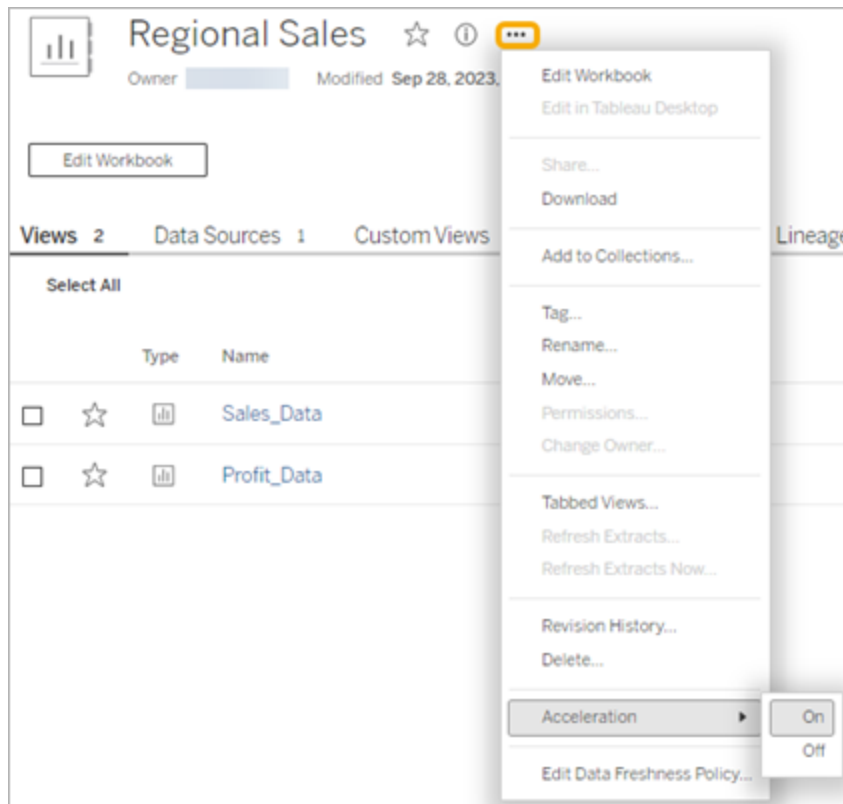 Regional Sales
Owner Modified Sep 28, 2023,
Edit Workbook
Views 2 Data Sources 1 Custom Views Lineage
Select All
Type Name
Sales_Data
Profit_Data
Edit Workbook
Edit in Tableau Desktop
Share...
Download
Add to Collections...
Tag...
Rename...
Move...
Permissions...
Change Owner...
Tabbed Views...
Refresh Extracts...
Refresh Extracts Now...
Revision History...
Delete...
Acceleration
On
Off
Edit Data Freshness Policy...